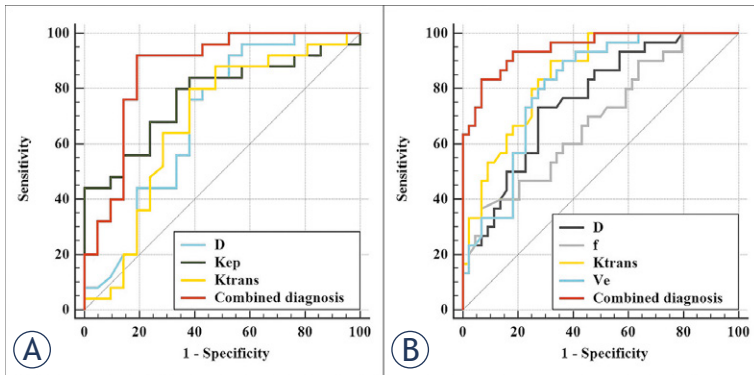 Sensitivity
100
80
60
40
20
0
D
Kep
Ktrans
Combined diagnosis
0 20 40 60 80 100
1 - Specificity
A
Sensitivity
100
80
60
40
20
0
D
f
Ktrans
Ve
Combined diagnosis
0 20 40 60 80 100
1 - Specificity
B